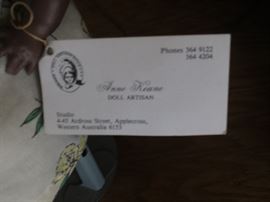 Phones 364 9122
364 4204
Anne Keane
DOLL ARTISAN
Studio
4/45 Ardross Street, Applecross,
Western Australia 6153